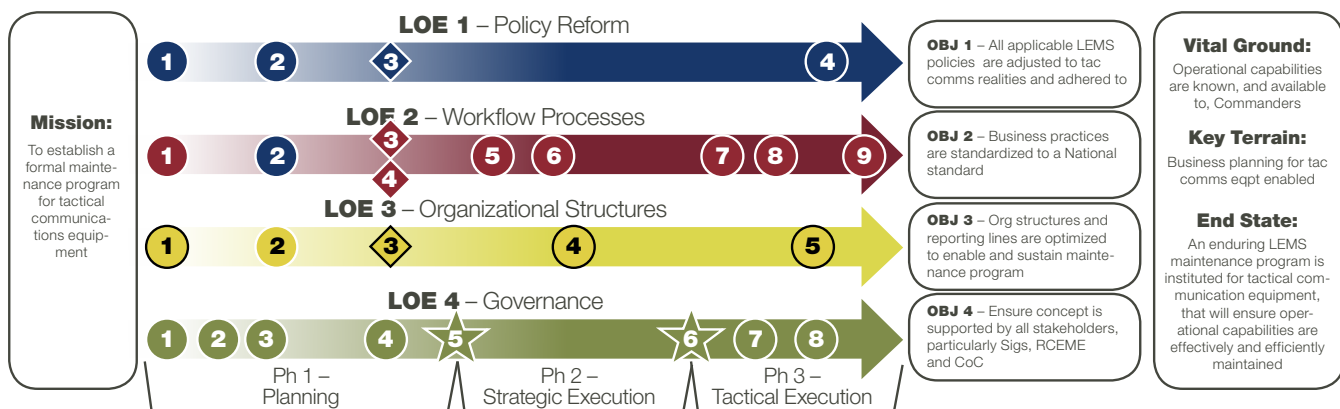 Mission:
To establish a
formal mainte-
nance program
for tactical
communica-
tions equip-
ment
LOE 1 – Policy Reform
1 2 3 4
OBJ 1 – All applicable LEMS
policies are adjusted to tac
comms realities and adhered to
LOE 2 – Workflow Processes
1 2 3 4 5 6 7 8 9
OBJ 2 – Business practices
are standardized to a National
standard
LOE 3 – Organizational Structures
1 2 3 4 5
OBJ 3 – Org structures and
reporting lines are optimized
to enable and sustain mainte-
nance program
LOE 4 – Governance
1 2 3 4 5 6 7 8
OBJ 4 – Ensure concept is
supported by all stakeholders,
particularly Sigs, RCEME
and CoC
Ph 1 –
Planning
Ph 2 –
Strategic Execution
Ph 3 –
Tactical Execution
Vital Ground:
Operational capabilities
are known, and available
to, Commanders
Key Terrain:
Business planning for tac
comms eqpt enabled
End State:
An enduring LEMS
maintenance program is
instituted for tactical com-
munication equipment,
that will ensure oper-
ational capabilities are
effectively and efficiently
maintained